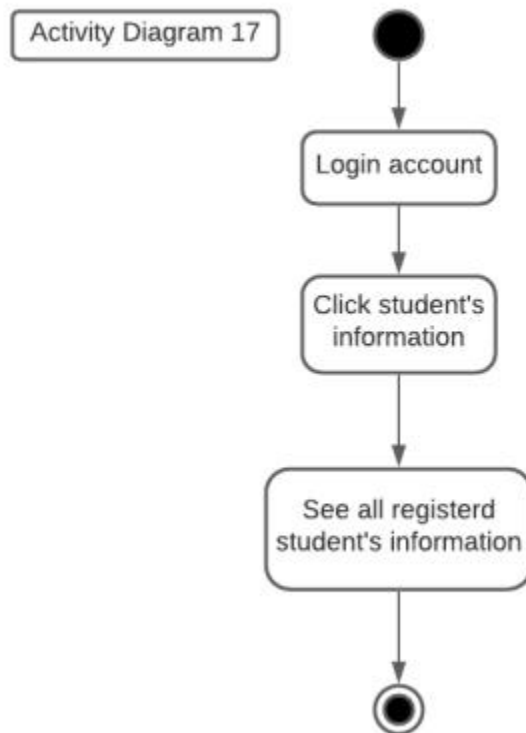 Activity Diagram 17
Login account
Click student's
information
See all registerd
student's information